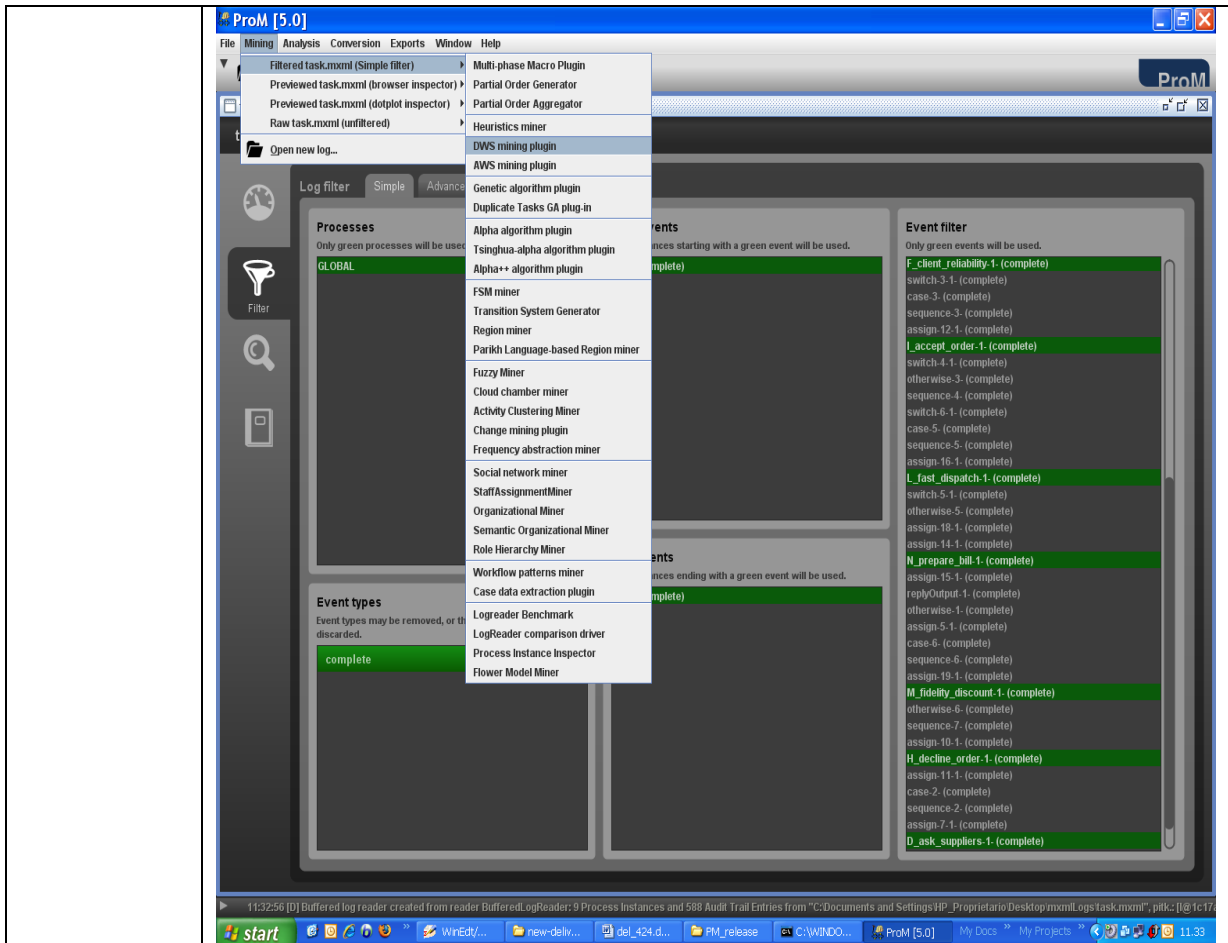 ProM [5.0]
File Mining Analysis Conversion Exports Window Help
Filtered task.mxml (Simple filter)
Previewed task.mxml (browser inspector)
Previewed task.mxml (dotplot inspector)
Raw task.mxml (unfiltered)
Open new log...
Multi-phase Macro Plugin
Partial Order Generator
Partial Order Aggregator
Heuristics miner
DWS mining plugin
AWS mining plugin
Genetic algorithm plugin
Duplicate Tasks GA plug-in
Alpha algorithm plugin
Tsinghua-alpha algorithm plugin
Alpha++ algorithm plugin
FSM miner
Transition System Generator
Region miner
Parikh Language-based Region miner
Fuzzy Miner
Cloud chamber miner
Activity Clustering Miner
Change mining plugin
Frequency abstraction miner
Social network miner
StaffAssignmentMiner
Organizational Miner
Semantic Organizational Miner
Role Hierarchy Miner
Workflow patterns miner
Case data extraction plugin
Logreader Benchmark
LogReader comparison driver
Process Instance Inspector
Flower Model Miner
ProM
Filter
Log filter Simple Advance
Processes
Only green processes will be used
GLOBAL
Event types
Event types may be removed, or th
discarded.
complete
vents
nces starting with a green event will be used.
mplete)
ents
nces ending with a green event will be used.
mplete)
Event filter
Only green events will be used.
F_client_reliability-1- (complete)
switch-3-1- (complete)
case-3- (complete)
sequence-3- (complete)
assign-12-1- (complete)
I_accept_order-1- (complete)
switch-4-1- (complete)
otherwise-3- (complete)
sequence-4- (complete)
switch-6-1- (complete)
case-5- (complete)
sequence-5- (complete)
assign-16-1- (complete)
L_fast_dispatch-1- (complete)
switch-5-1- (complete)
otherwise-5- (complete)
assign-18-1- (complete)
assign-14-1- (complete)
N_prepare_bill-1- (complete)
assign-15-1- (complete)
replyOutput-1- (complete)
otherwise-1- (complete)
assign-5-1- (complete)
case-6- (complete)
sequence-6- (complete)
assign-19-1- (complete)
M_fidelity_discount-1- (complete)
otherwise-6- (complete)
sequence-7- (complete)
assign-10-1- (complete)
H_decline_order-1- (complete)
assign-11-1- (complete)
case-2- (complete)
sequence-2- (complete)
assign-7-1- (complete)
D_ask_suppliers-1- (complete)
11:32:56 [D] Buffered log reader created from reader BufferedLogReader: 9 Process Instances and 588 Audit Trail Entries from "C:\Documents and Settings\HP_Proprietario\Desktop\mxmlLogs\task.mxml", pitk.: [I@1c17a
start WinEdt/... new-deliv... del_424.d... PM_release C:\WINDO... ProM [5.0] My Docs » My Projects » 11.33